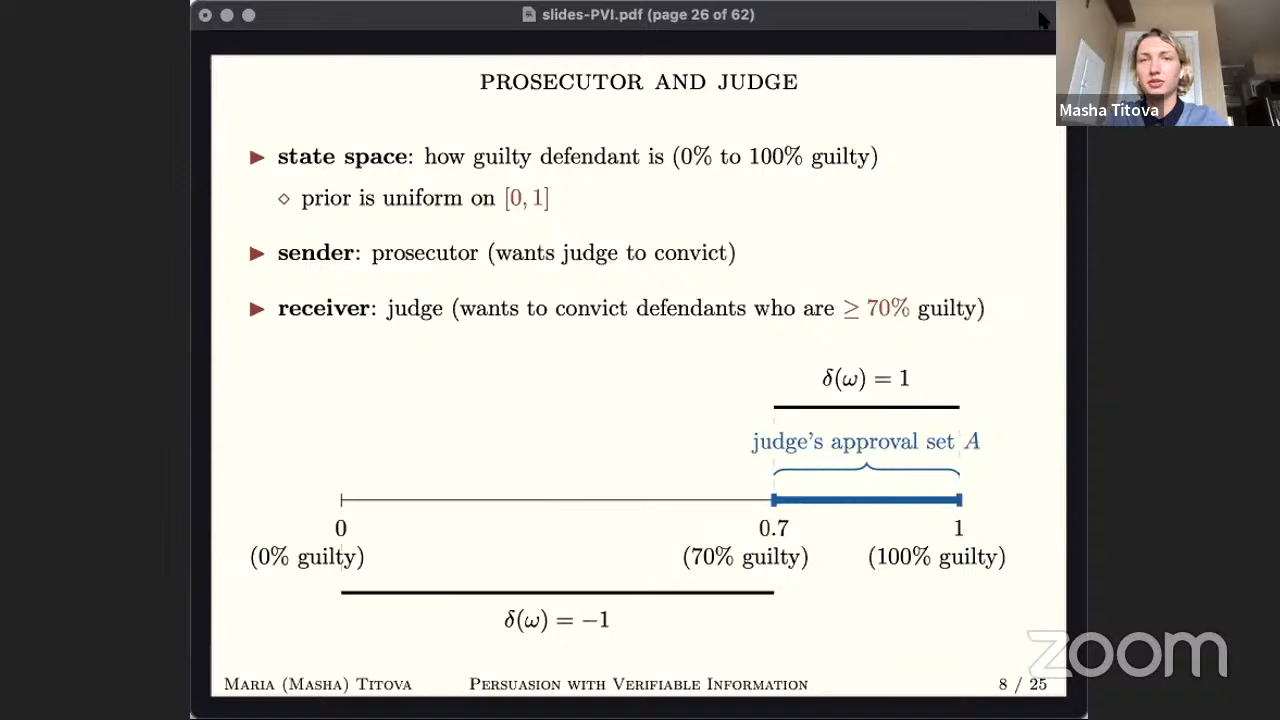 slides-PVI.pdf (page 26 of 62)
Masha Titova
PROSECUTOR AND JUDGE
▶ state space: how guilty defendant is (0% to 100% guilty)
◇ prior is uniform on [0, 1]
▶ sender: prosecutor (wants judge to convict)
▶ receiver: judge (wants to convict defendants who are ≥ 70% guilty)
δ(ω) = 1
judge's approval set A
0 0.7 1
(0% guilty) (70% guilty) (100% guilty)
δ(ω) = −1
zoom
MARIA (MASHA) TITOVA PERSUASION WITH VERIFIABLE INFORMATION 8 / 25